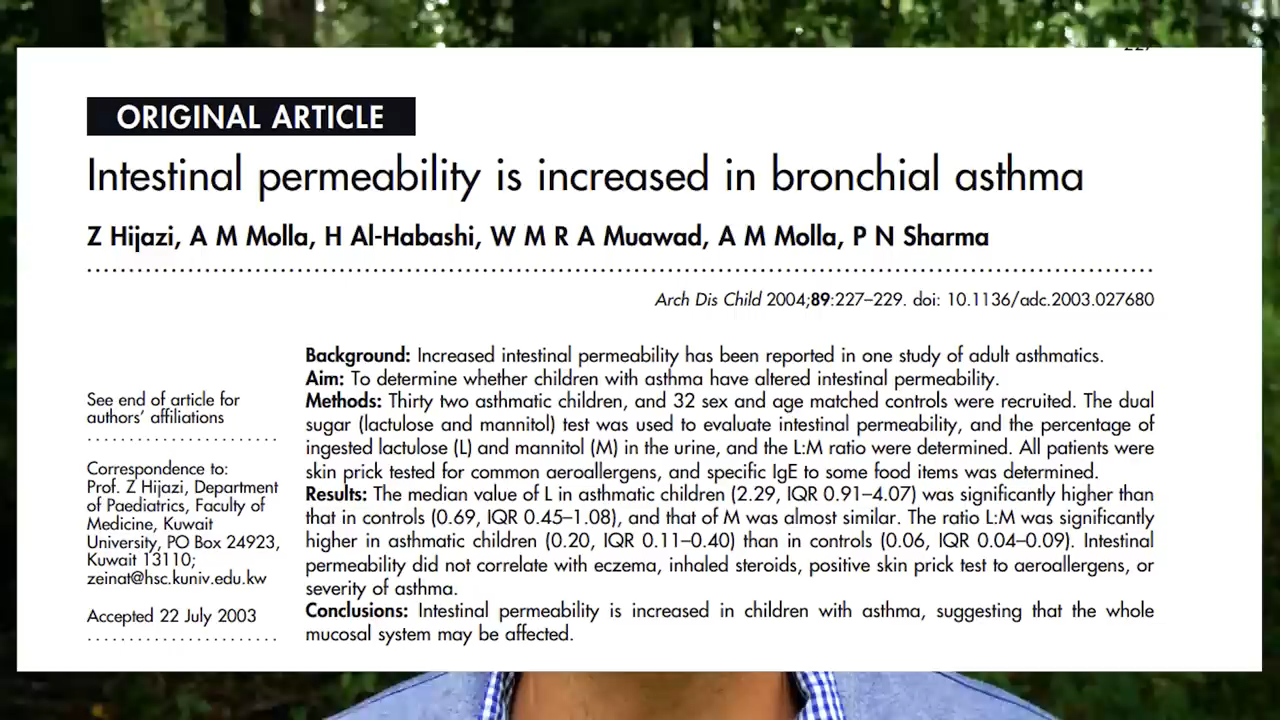 ORIGINAL ARTICLE
Intestinal permeability is increased in bronchial asthma
Z Hijazi, A M Molla, H Al-Habashi, W M R A Muawad, A M Molla, P N Sharma
Arch Dis Child 2004;89:227–229. doi: 10.1136/adc.2003.027680
See end of article for
authors’ affiliations
Correspondence to:
Prof. Z Hijazi, Department
of Paediatrics, Faculty of
Medicine, Kuwait
University, PO Box 24923,
Kuwait 13110;
zeinat@hsc.kuniv.edu.kw
Accepted 22 July 2003
Background: Increased intestinal permeability has been reported in one study of adult asthmatics.
Aim: To determine whether children with asthma have altered intestinal permeability.
Methods: Thirty two asthmatic children, and 32 sex and age matched controls were recruited. The dual
sugar (lactulose and mannitol) test was used to evaluate intestinal permeability, and the percentage of
ingested lactulose (L) and mannitol (M) in the urine, and the L:M ratio were determined. All patients were
skin prick tested for common aeroallergens, and specific IgE to some food items was determined.
Results: The median value of L in asthmatic children (2.29, IQR 0.91–4.07) was significantly higher than
that in controls (0.69, IQR 0.45–1.08), and that of M was almost similar. The ratio L:M was significantly
higher in asthmatic children (0.20, IQR 0.11–0.40) than in controls (0.06, IQR 0.04–0.09). Intestinal
permeability did not correlate with eczema, inhaled steroids, positive skin prick test to aeroallergens, or
severity of asthma.
Conclusions: Intestinal permeability is increased in children with asthma, suggesting that the whole
mucosal system may be affected.